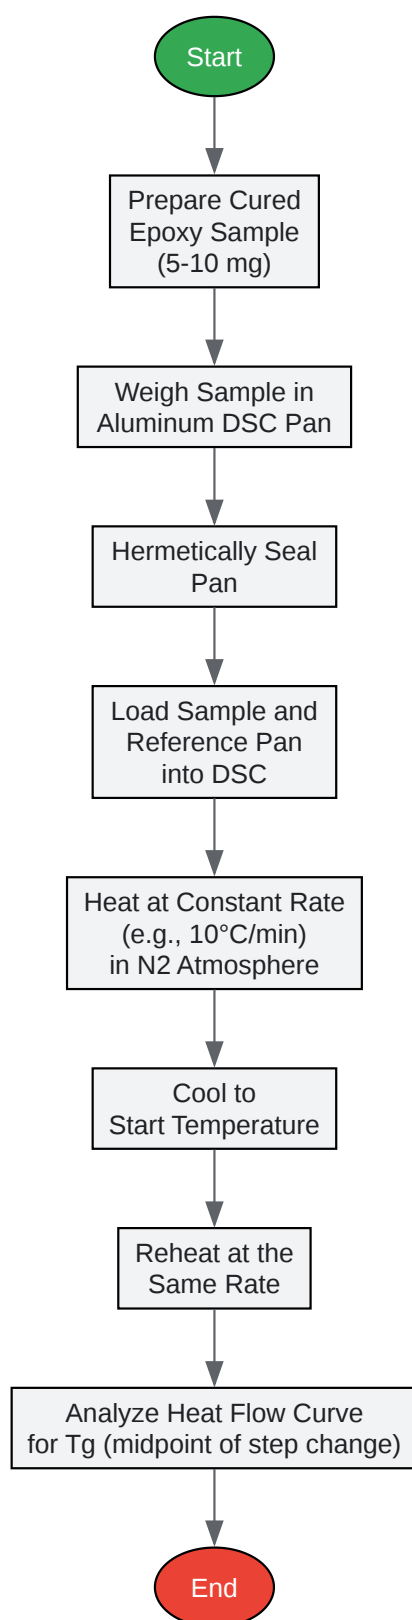 Start
Prepare Cured
Epoxy Sample
(5-10 mg)
Weigh Sample in
Aluminum DSC Pan
Hermetically Seal
Pan
Load Sample and
Reference Pan
into DSC
Heat at Constant Rate
(e.g., 10°C/min)
in N2 Atmosphere
Cool to
Start Temperature
Reheat at the
Same Rate
Analyze Heat Flow Curve
for Tg (midpoint of step change)
End